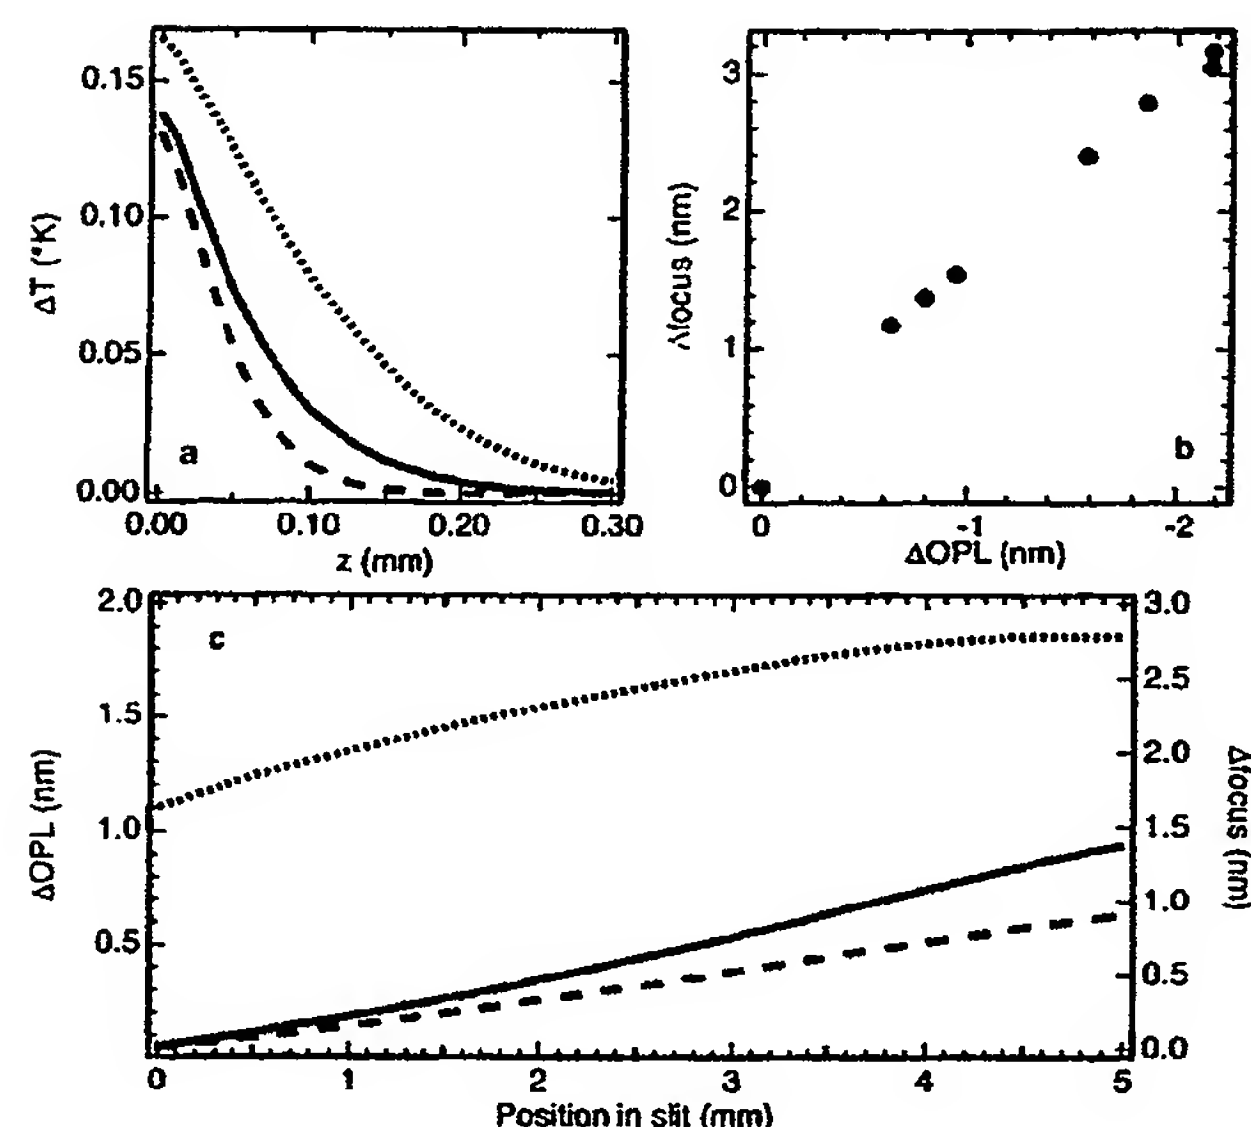 0.15
0.10
0.05
0.00
ΔT (°K)
a
0.00 0.10 0.20 0.30
z (mm)
3
2
1
0
Δfocus (nm)
b
0 -1 -2
ΔOPL (nm)
2.0
1.5
1.0
0.5
ΔOPL (nm)
c
3.0
2.5
2.0
1.5
1.0
0.5
0.0
Δfocus (nm)
0 1 2 3 4 5
Position in slit (mm)